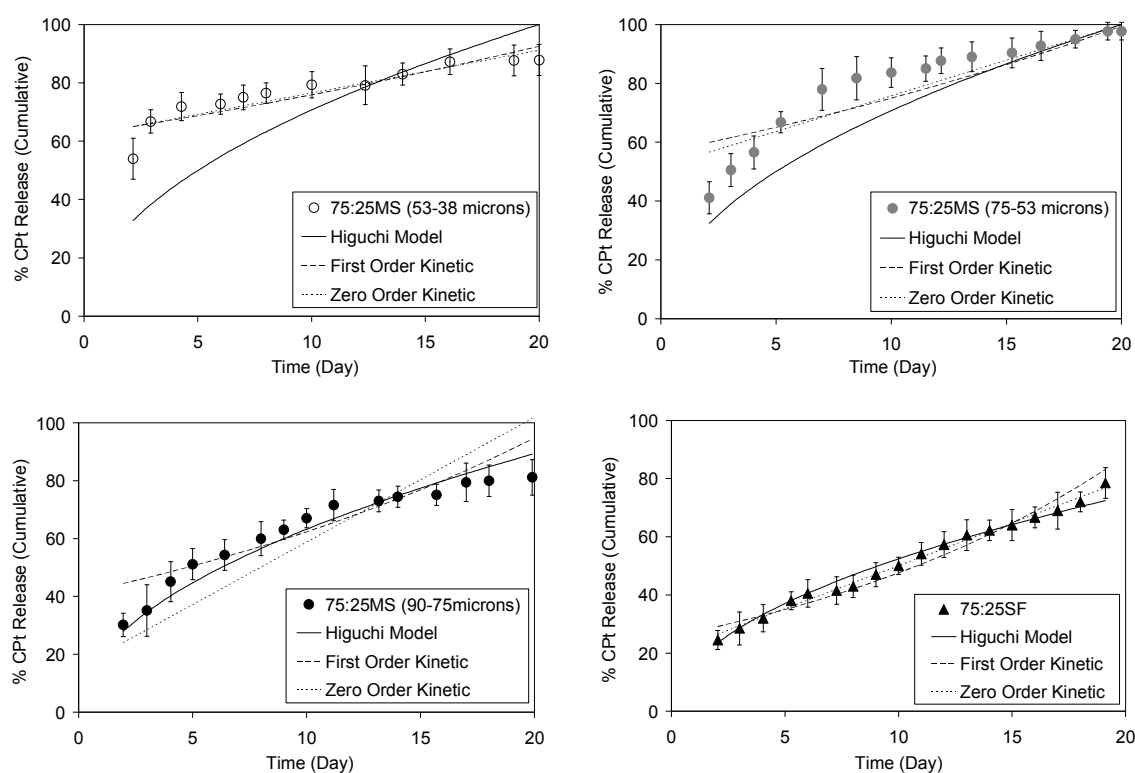 100
80
60
40
20
0
% CPt Release (Cumulative)
75:25MS (53-38 microns)
Higuchi Model
First Order Kinetic
Zero Order Kinetic
0 5 10 15 20
Time (Day)
100
80
60
40
20
0
% CPt Release (Cumulative)
75:25MS (75-53 microns)
Higuchi Model
First Order Kinetic
Zero Order Kinetic
0 5 10 15 20
Time (Day)
100
80
60
40
20
0
% CPt Release (Cumulative)
75:25MS (90-75microns)
Higuchi Model
First Order Kinetic
Zero Order Kinetic
0 5 10 15 20
Time (Day)
100
80
60
40
20
0
% CPt Release (Cumulative)
75:25SF
Higuchi Model
First Order Kinetic
Zero Order Kinetic
0 5 10 15 20
Time (Day)